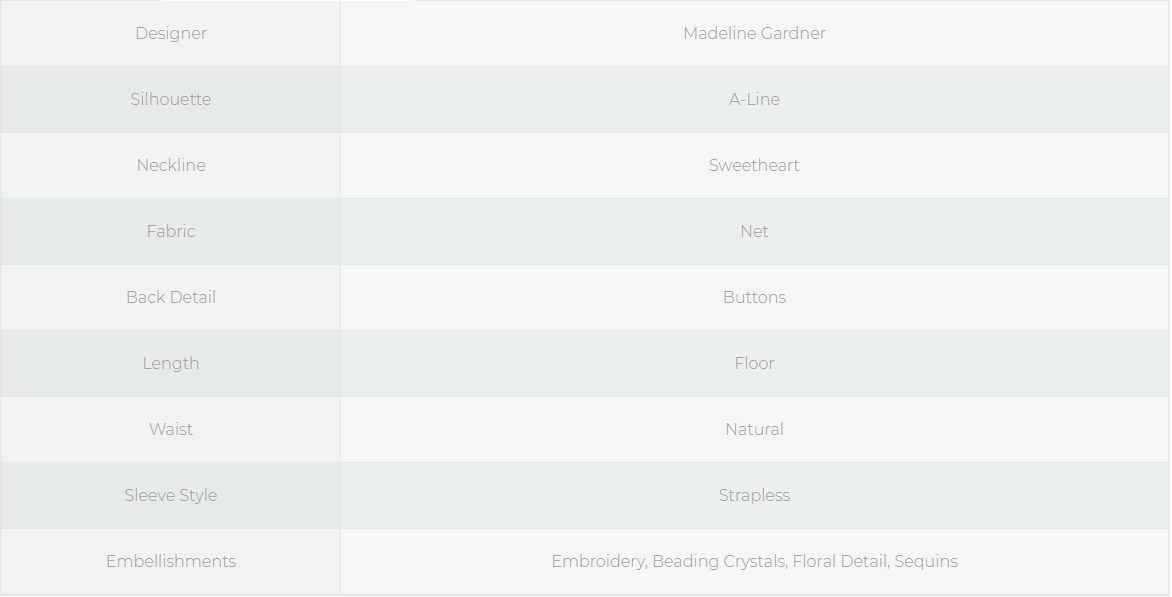 Designer Madeline Gardner
Silhouette A-Line
Neckline Sweetheart
Fabric Net
Back Detail Buttons
Length Floor
Waist Natural
Sleeve Style Strapless
Embellishments Embroidery, Beading Crystals, Floral Detail, Sequins